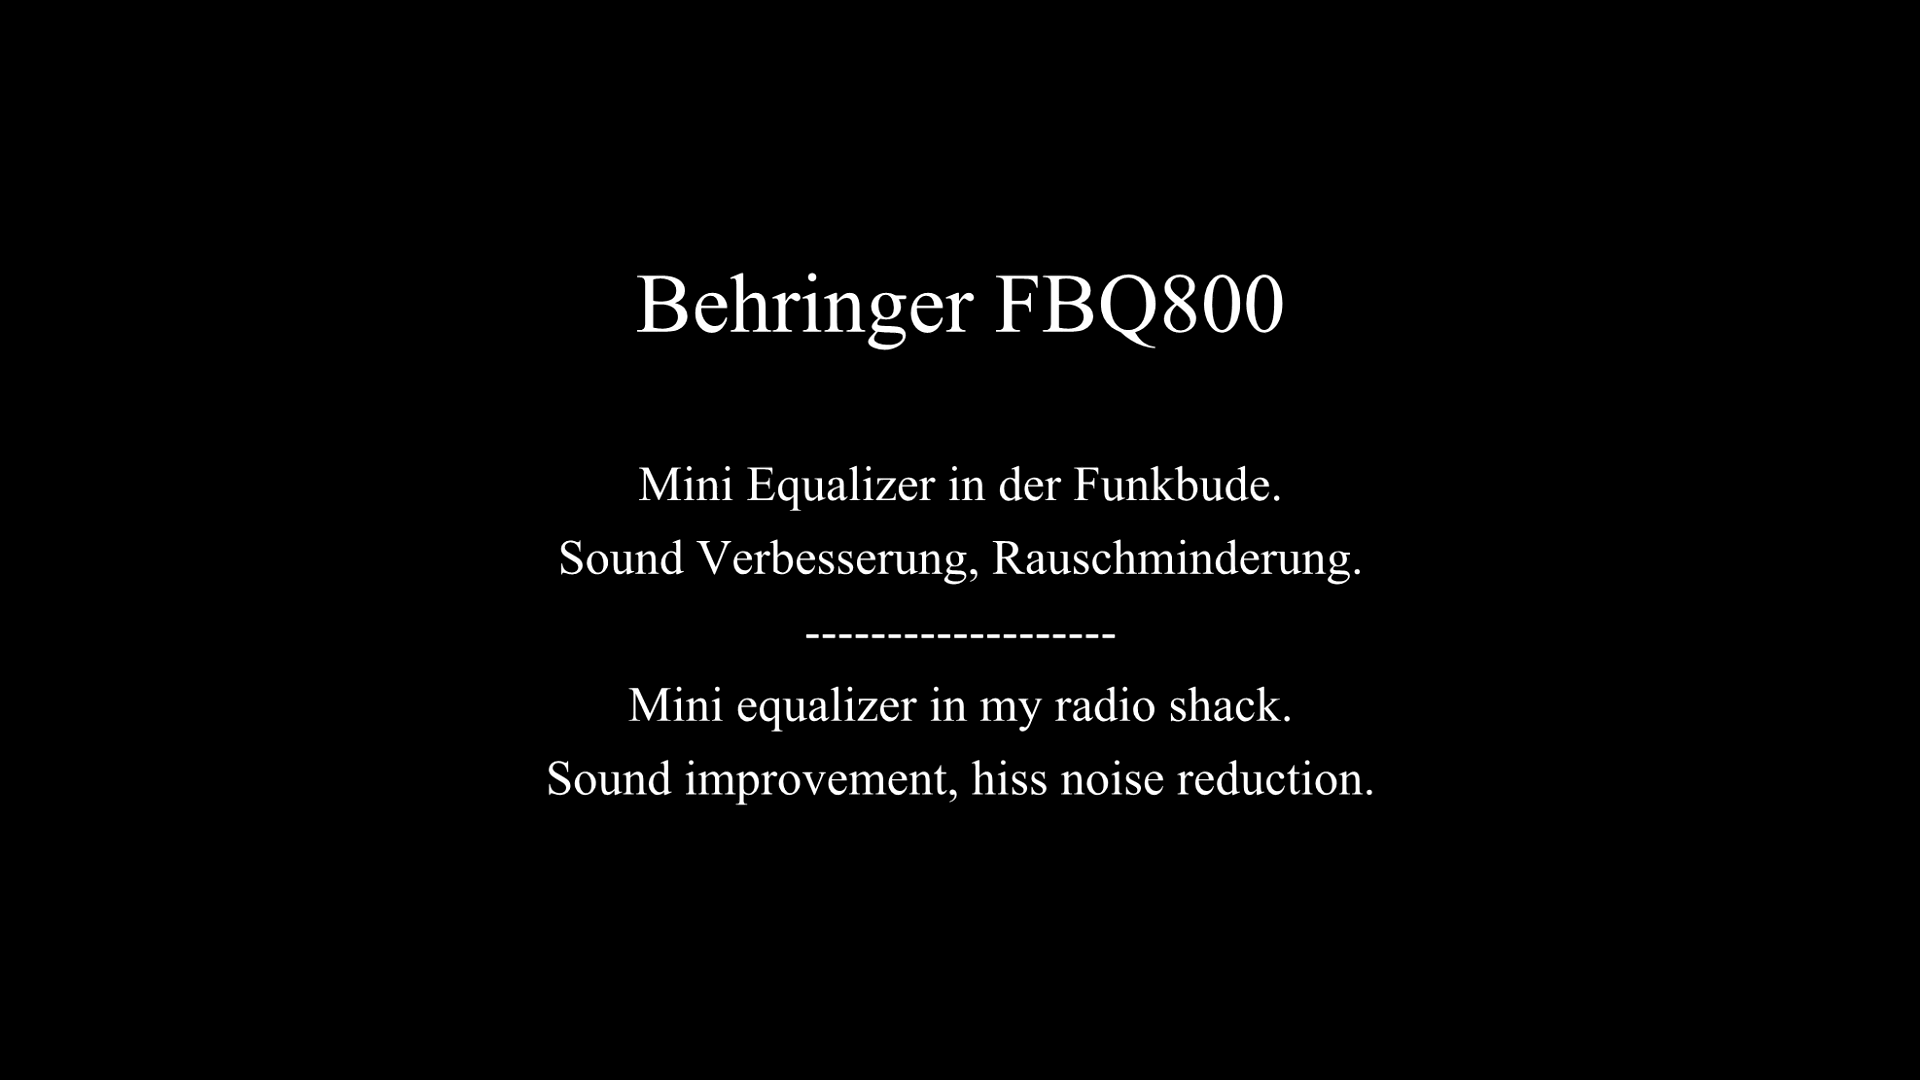 Behringer FBQ800
Mini Equalizer in der Funkbude.
Sound Verbesserung, Rauschminderung.
-------------------
Mini equalizer in my radio shack.
Sound improvement, hiss noise reduction.